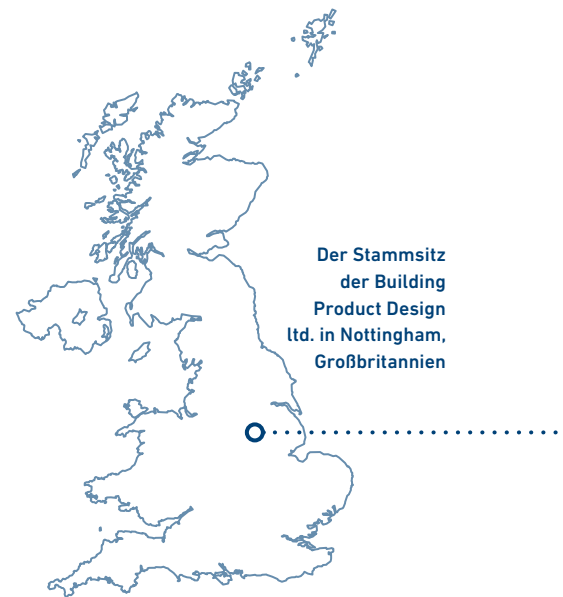 Der Stammsitz
der Building
Product Design
ltd. in Nottingham,
Großbritannien